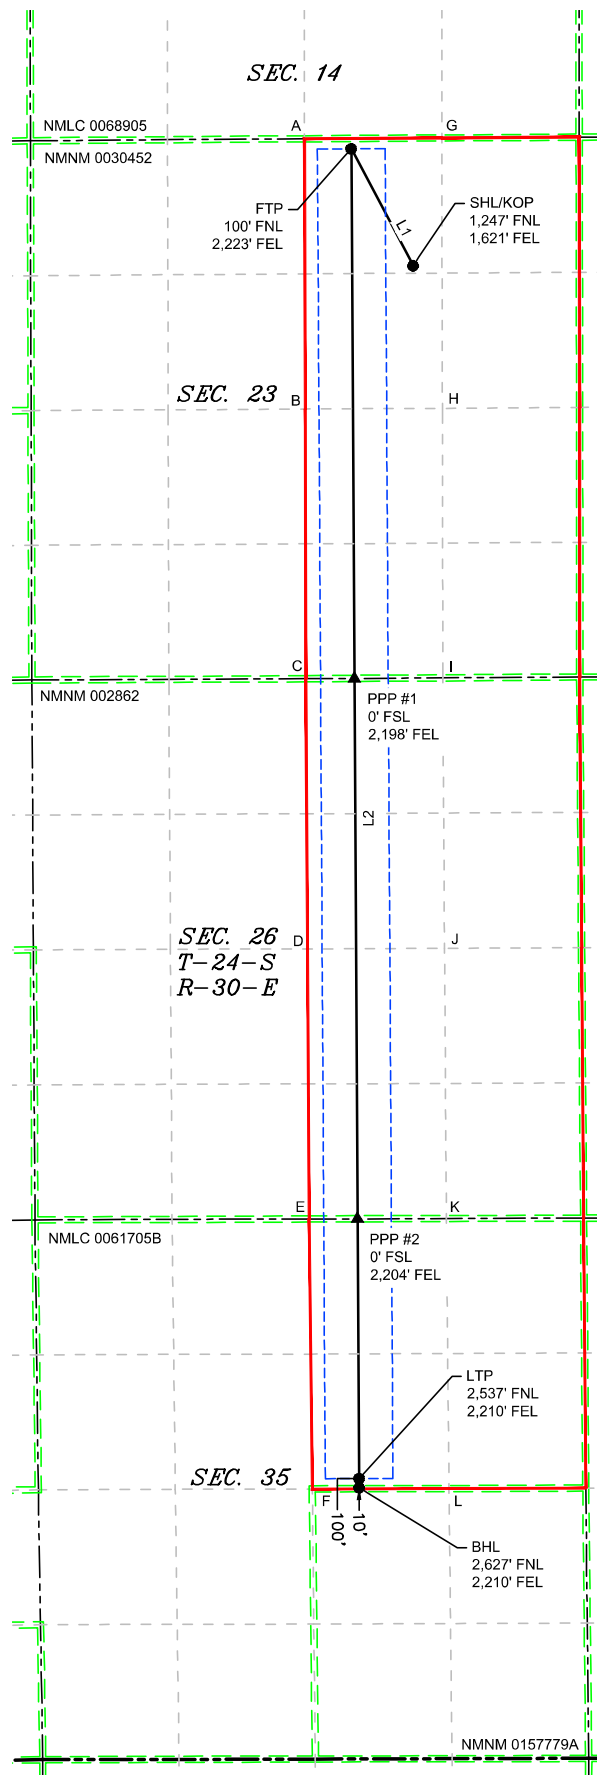 SEC. 14
NMLC 0068905
A
G
NMNM 0030452
FTP
100' FNL
2,223' FEL
L1
SHL/KOP
1,247' FNL
1,621' FEL
SEC. 23
B
H
C
I
NMNM 002862
PPP #1
0' FSL
2,198' FEL
L2
SEC. 26
T-24-S
R-30-E
D
J
E
K
NMLC 0061705B
PPP #2
0' FSL
2,204' FEL
LTP
2,537' FNL
2,210' FEL
SEC. 35
F
L
100'
10'
BHL
2,627' FNL
2,210' FEL
NMNM 0157779A